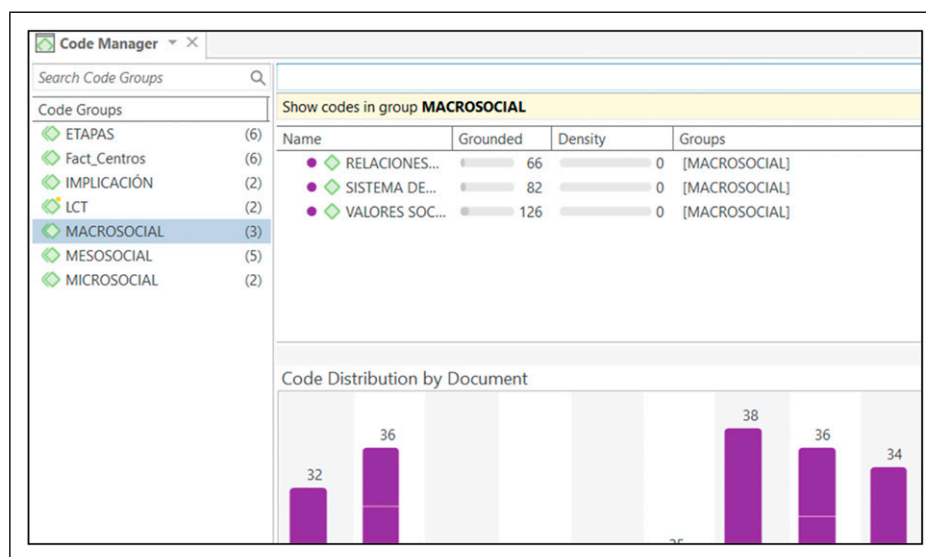 Code Manager
Search Code Groups
Code Groups
ETAPAS (6)
Fact_Centros (6)
IMPLICACIÓN (2)
LCT (2)
MACROSOCIAL (3)
MESOSOCIAL (5)
MICROSOCIAL (2)
Show codes in group MACROSOCIAL
Name Grounded Density Groups
RELACIONES... 66 0 [MACROSOCIAL]
SISTEMA DE... 82 0 [MACROSOCIAL]
VALORES SOC... 126 0 [MACROSOCIAL]
Code Distribution by Document
32 36 38 36 34